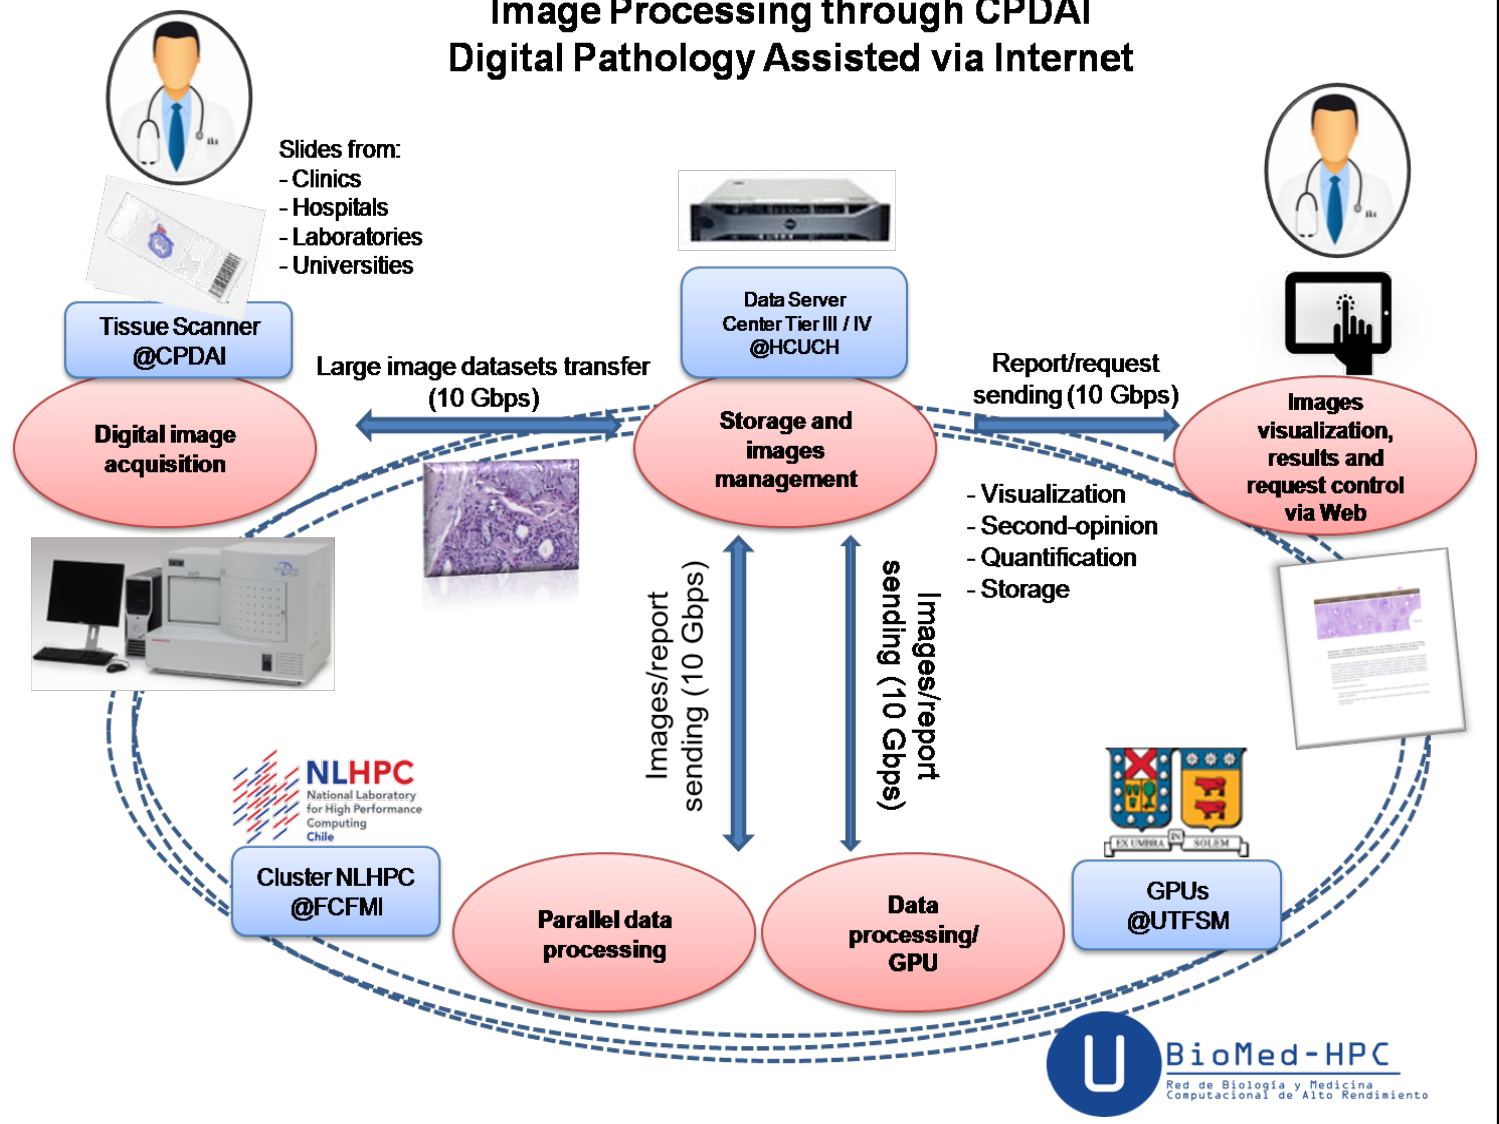 Image Processing through CPDAI
Digital Pathology Assisted via Internet
Slides from:
- Clinics
- Hospitals
- Laboratories
- Universities
Tissue Scanner
@CPDAI
Digital image
acquisition
Large image datasets transfer
(10 Gbps)
Data Server
Center Tier III / IV
@HCUCH
Storage and
images
management
Report/request
sending (10 Gbps)
Images
visualization,
results and
request control
via Web
- Visualization
- Second-opinion
- Quantification
- Storage
Images/report
sending (10 Gbps)
Images/report
sending (10 Gbps)
NLHPC
National Laboratory
for High Performance
Computing
Chile
Cluster NLHPC
@FCFMI
Parallel data
processing
Data
processing/
GPU
EX UMBRA IN SOLEM
GPUs
@UTFSM
U
BioMed-HPC
Red de Biología y Medicina
Computacional de Alto Rendimiento